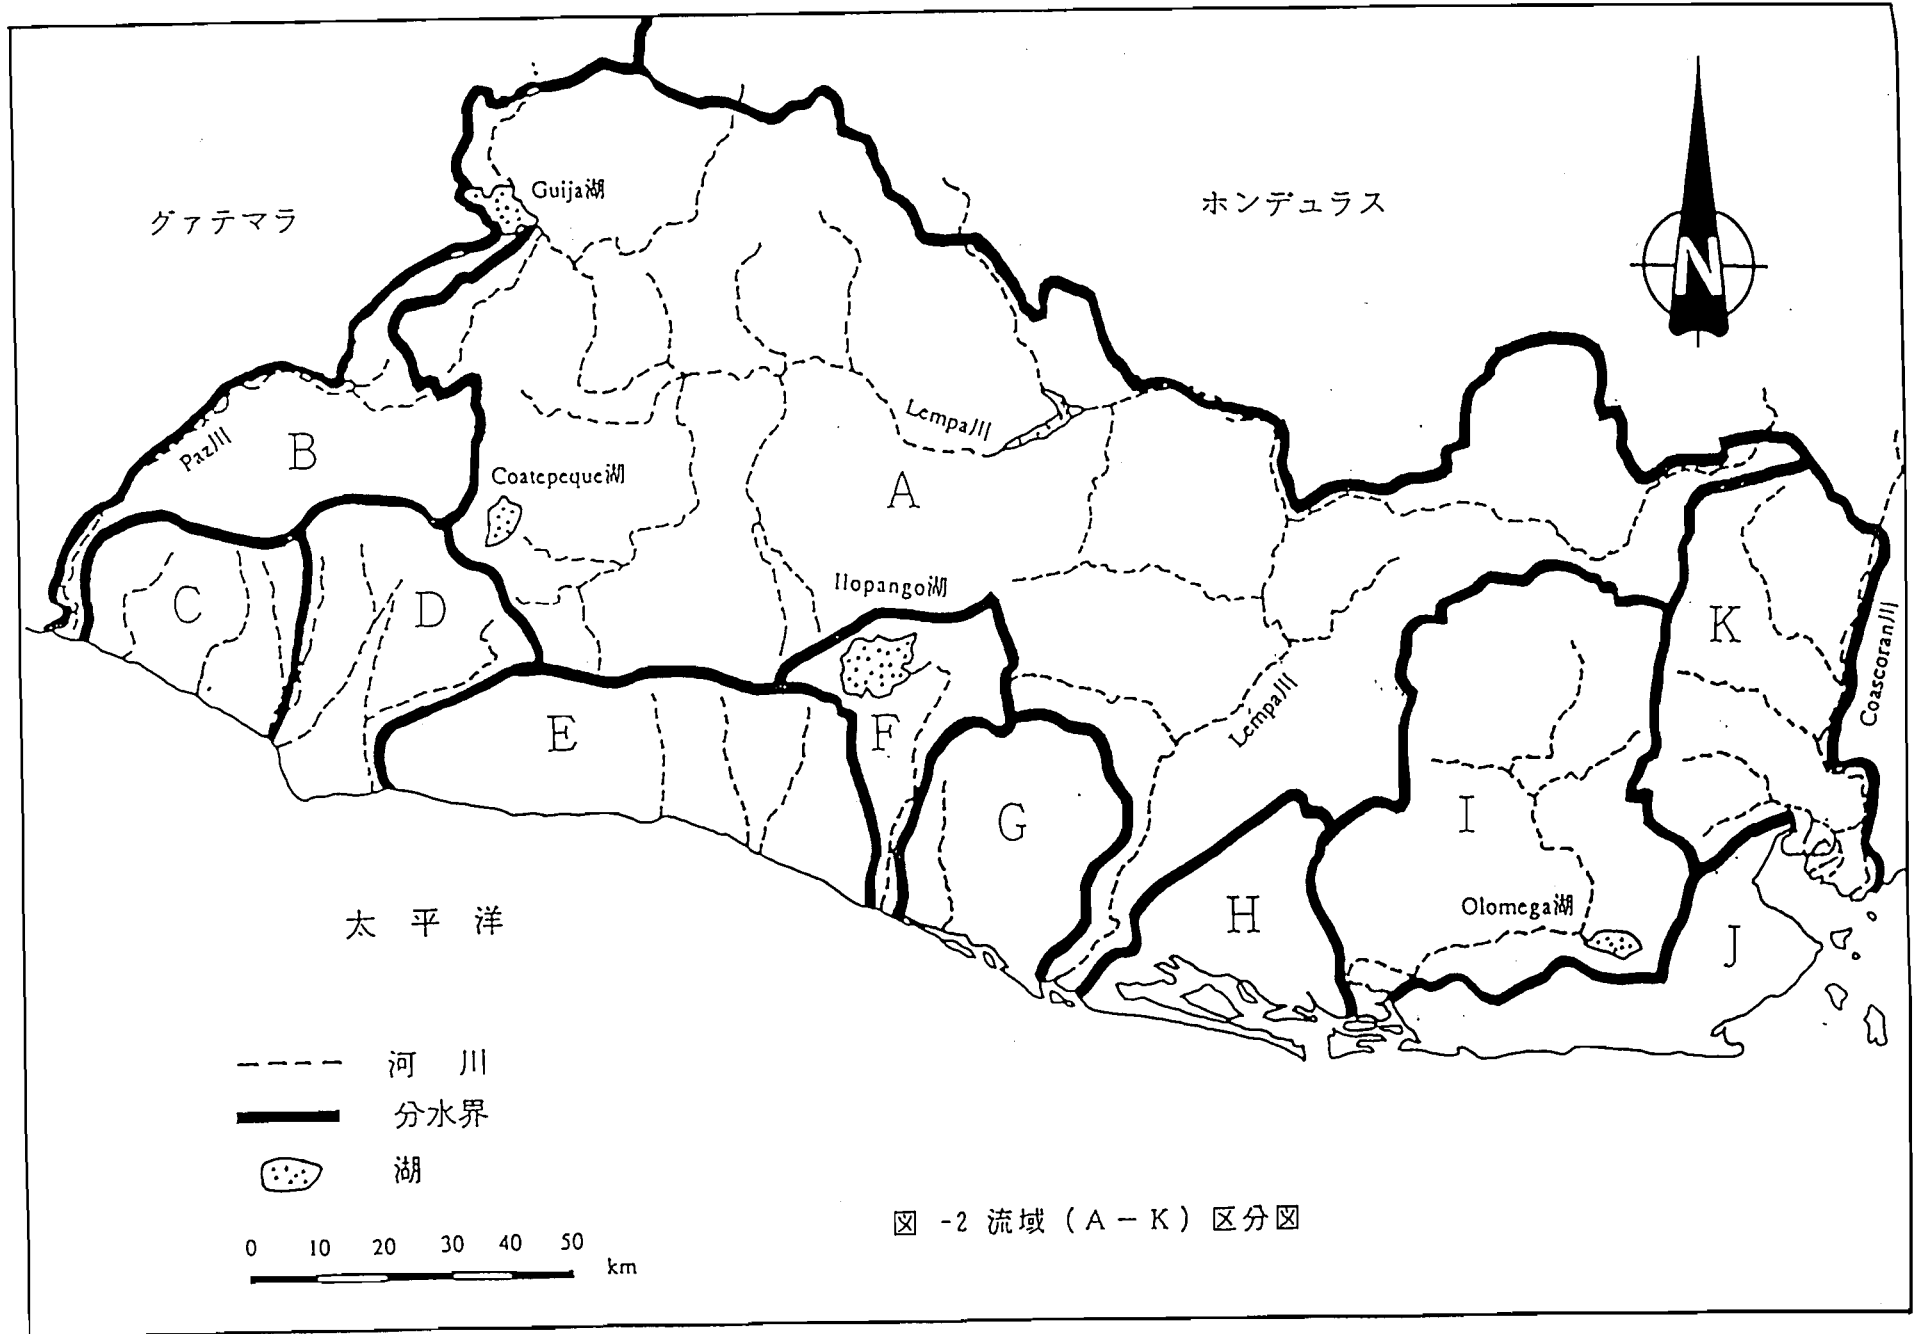 グァテマラ
Guija湖
ホンデュラス
N
Paz川
B
Coatepeque湖
Lempa川
A
C
D
Ilopango湖
K
Coascoran川
E
F
Lempa川
G
I
H
Olomega湖
J
太平洋
河川
分水界
湖
図 -2 流域 (A－K) 区分図
0 10 20 30 40 50 km